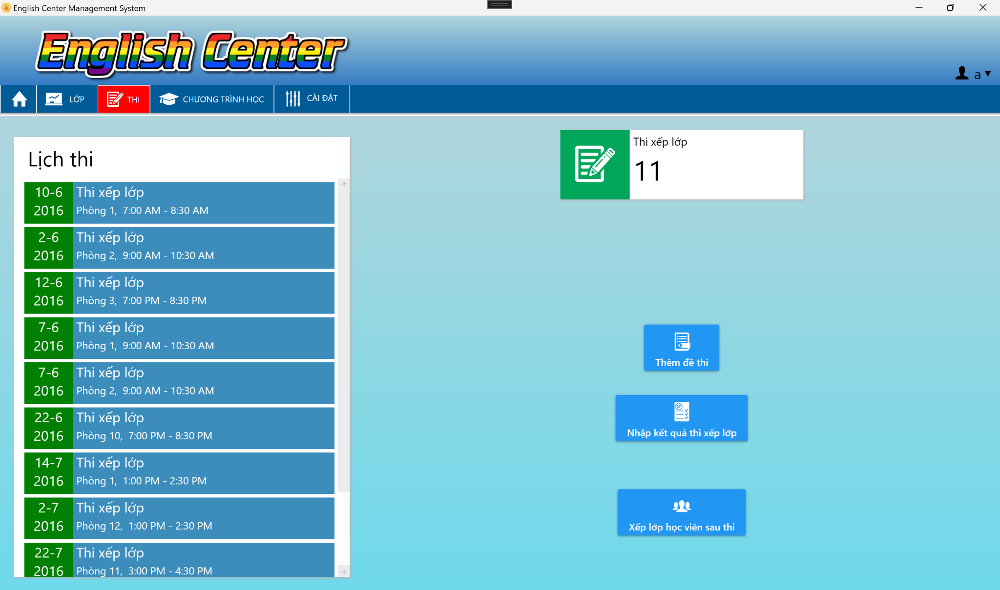 English Center Management System
English Center
a
LỚP
THI
CHƯƠNG TRÌNH HỌC
CÀI ĐẶT
Lịch thi
10-6
2016
Thi xếp lớp
Phòng 1, 7:00 AM - 8:30 AM
2-6
2016
Thi xếp lớp
Phòng 2, 9:00 AM - 10:30 AM
12-6
2016
Thi xếp lớp
Phòng 3, 7:00 PM - 8:30 PM
7-6
2016
Thi xếp lớp
Phòng 1, 9:00 AM - 10:30 AM
7-6
2016
Thi xếp lớp
Phòng 2, 9:00 AM - 10:30 AM
22-6
2016
Thi xếp lớp
Phòng 10, 7:00 PM - 8:30 PM
14-7
2016
Thi xếp lớp
Phòng 1, 1:00 PM - 2:30 PM
2-7
2016
Thi xếp lớp
Phòng 12, 1:00 PM - 2:30 PM
22-7
2016
Thi xếp lớp
Phòng 11, 3:00 PM - 4:30 PM
Thi xếp lớp
11
Thêm đề thi
Nhập kết quả thi xếp lớp
Xếp lớp học viên sau thi